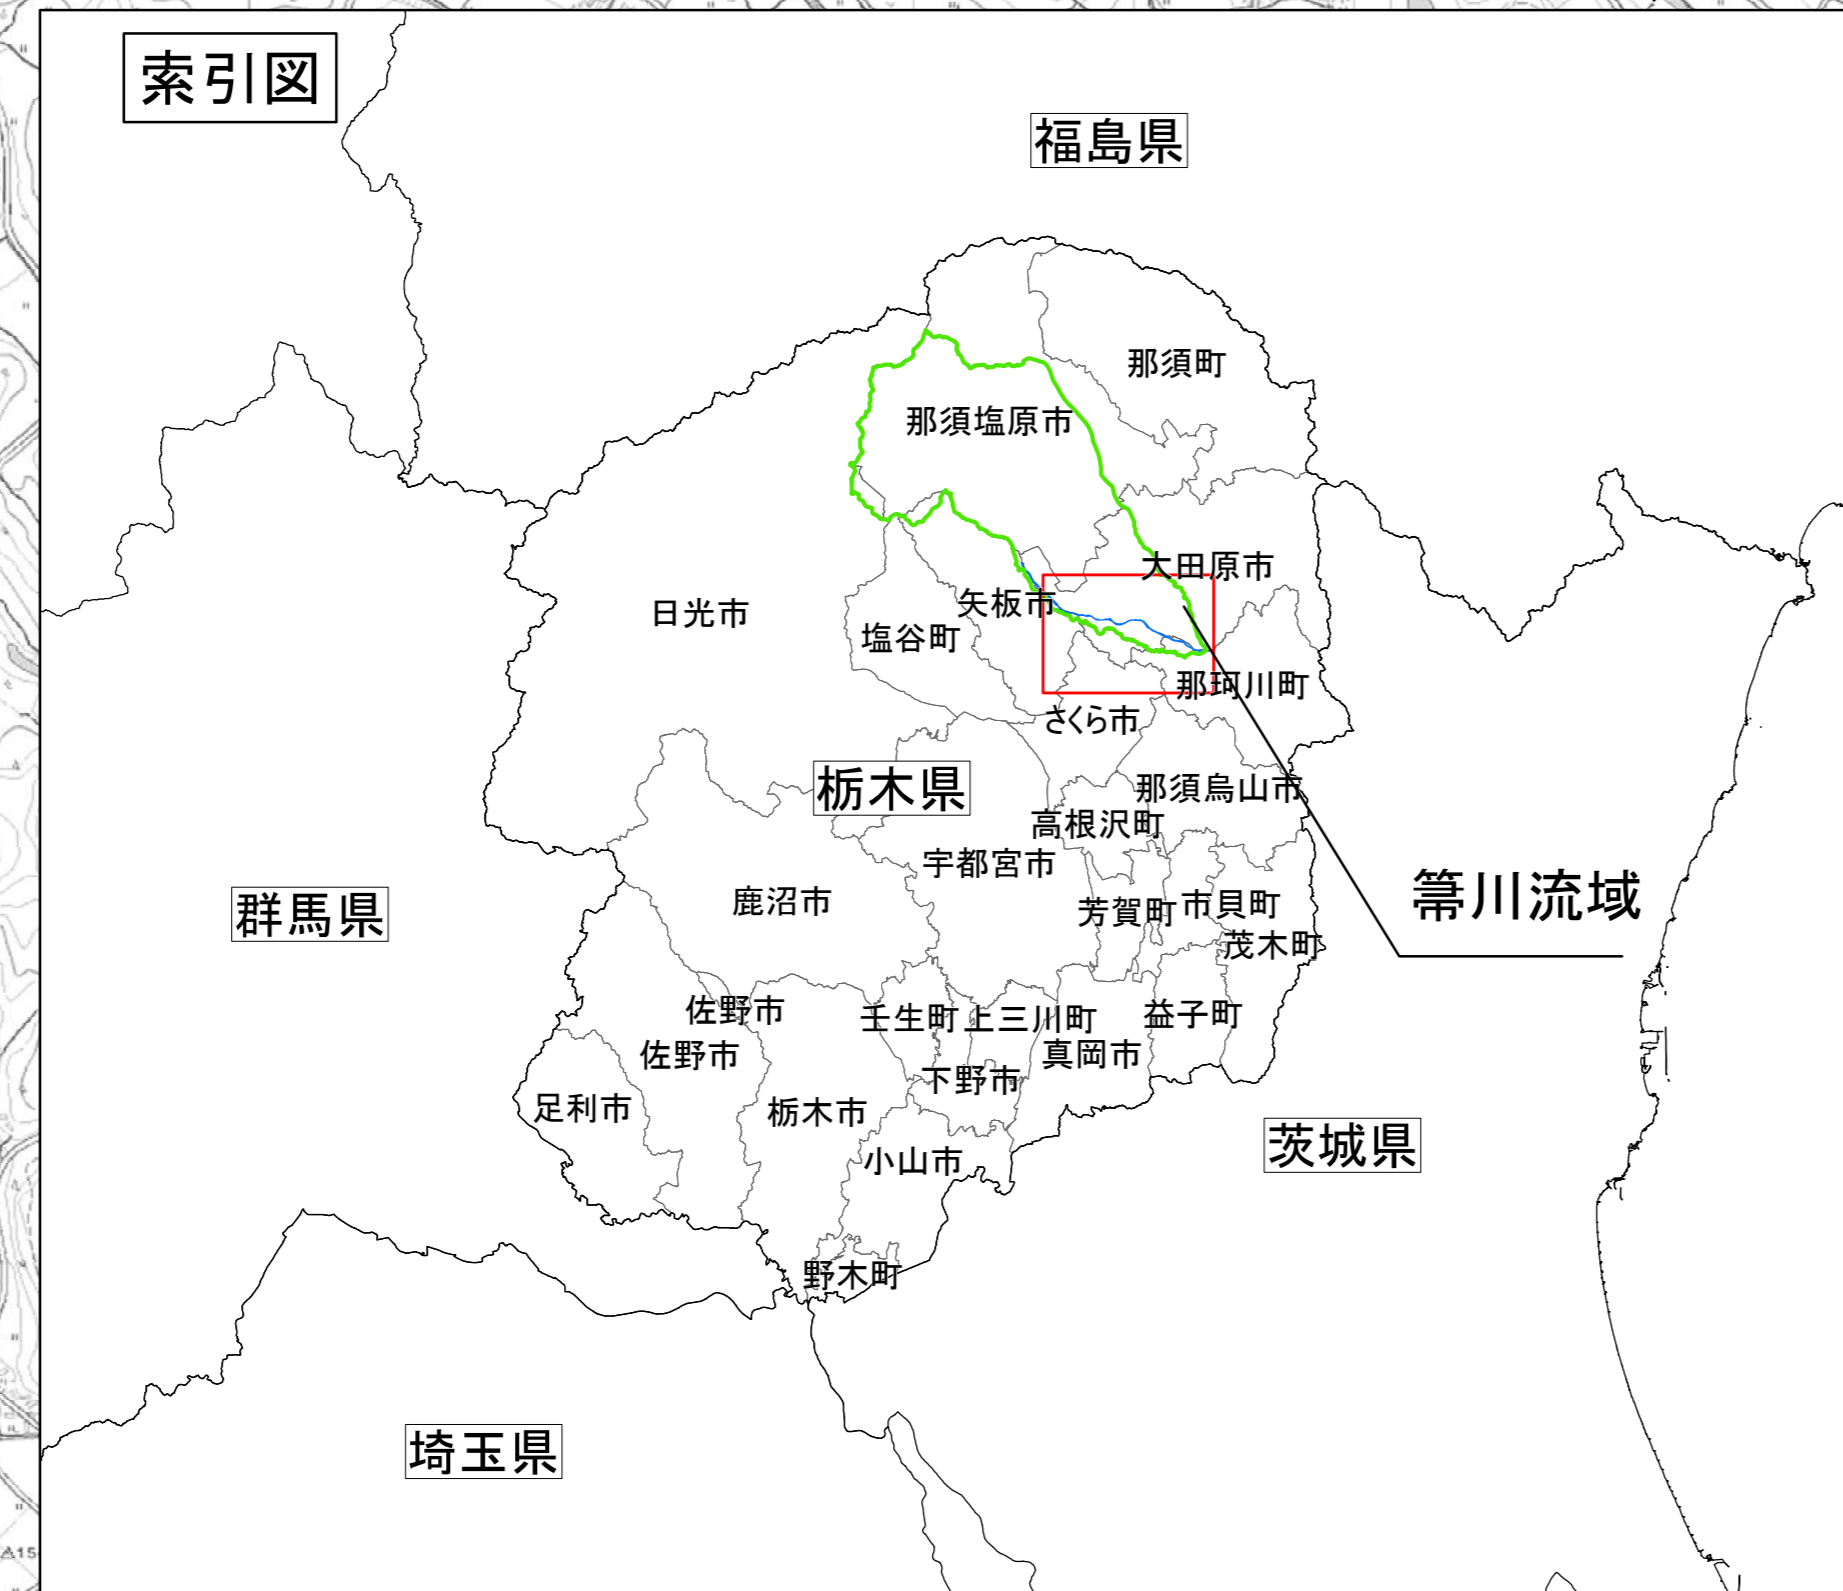 索引図
福島県
那須町
那須塩原市
大田原市
矢板市
日光市
塩谷町
那珂川町
さくら市
栃木県
那須烏山市
高根沢町
宇都宮市
鹿沼市
群馬県
芳賀町
市貝町
箒川流域
茂木町
佐野市
壬生町
上三川町
益子町
佐野市
真岡市
下野市
足利市
栃木市
茨城県
小山市
野木町
埼玉県
△15